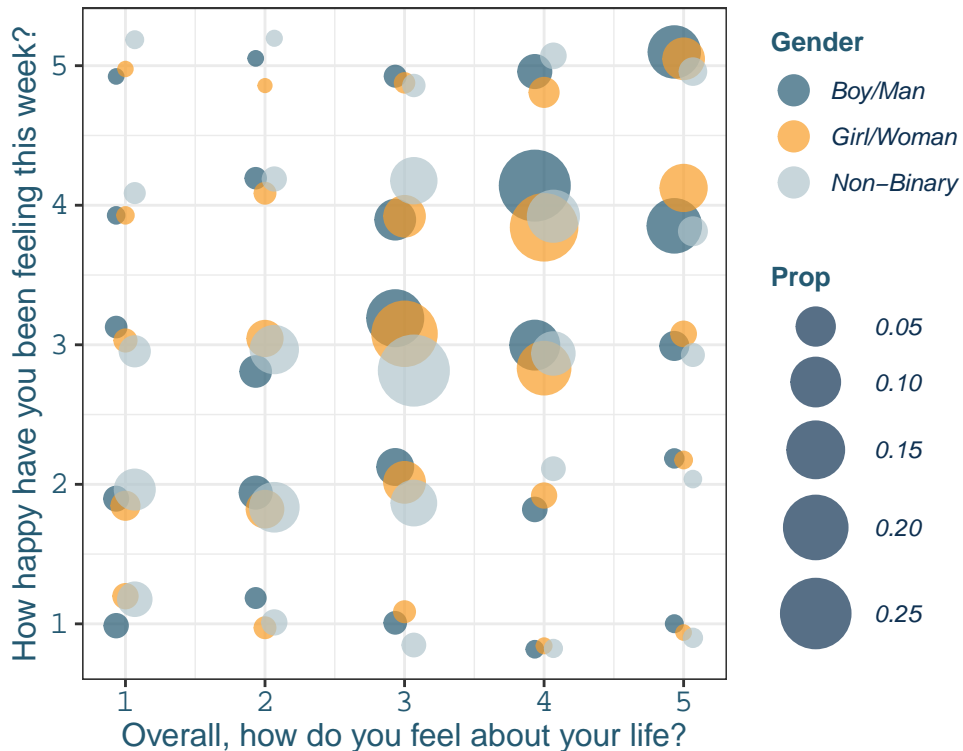 How happy have you been feeling this week?
5
4
3
2
1
1 2 3 4 5
Overall, how do you feel about your life?
Gender
Boy/Man
Girl/Woman
Non−Binary
Prop
0.05
0.10
0.15
0.20
0.25